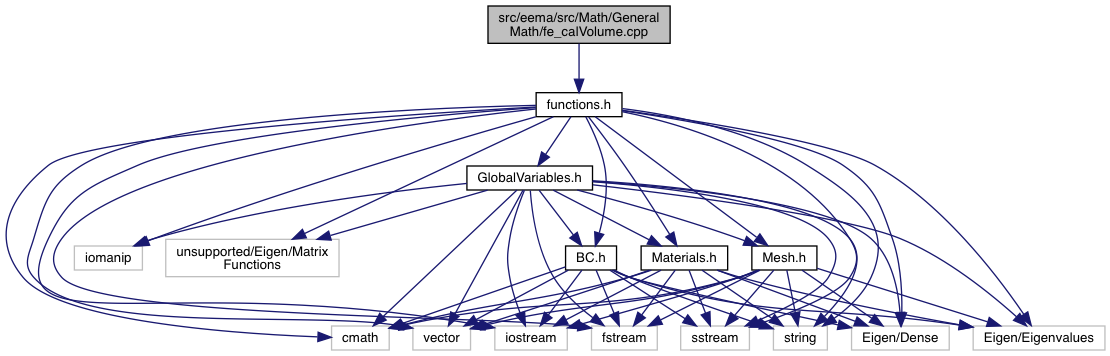 src/eema/src/Math/General
Math/fe_calVolume.cpp
functions.h
GlobalVariables.h
iomanip
unsupported/Eigen/Matrix
Functions
BC.h
Materials.h
Mesh.h
cmath
vector
iostream
fstream
sstream
string
Eigen/Dense
Eigen/Eigenvalues